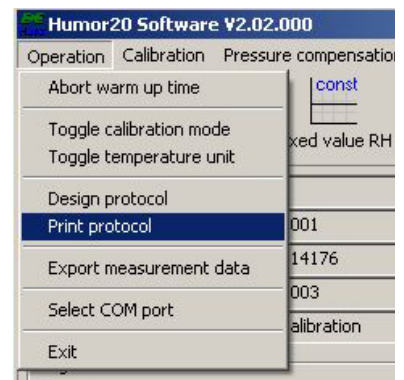 Humor20 Software V2.02.000
Operation Calibration Pressure compensatio
Abort warm up time
const
Toggle calibration mode
xed value RH
Toggle temperature unit
Design protocol
Print protocol
001
14176
Export measurement data
003
Select COM port
alibration
Exit